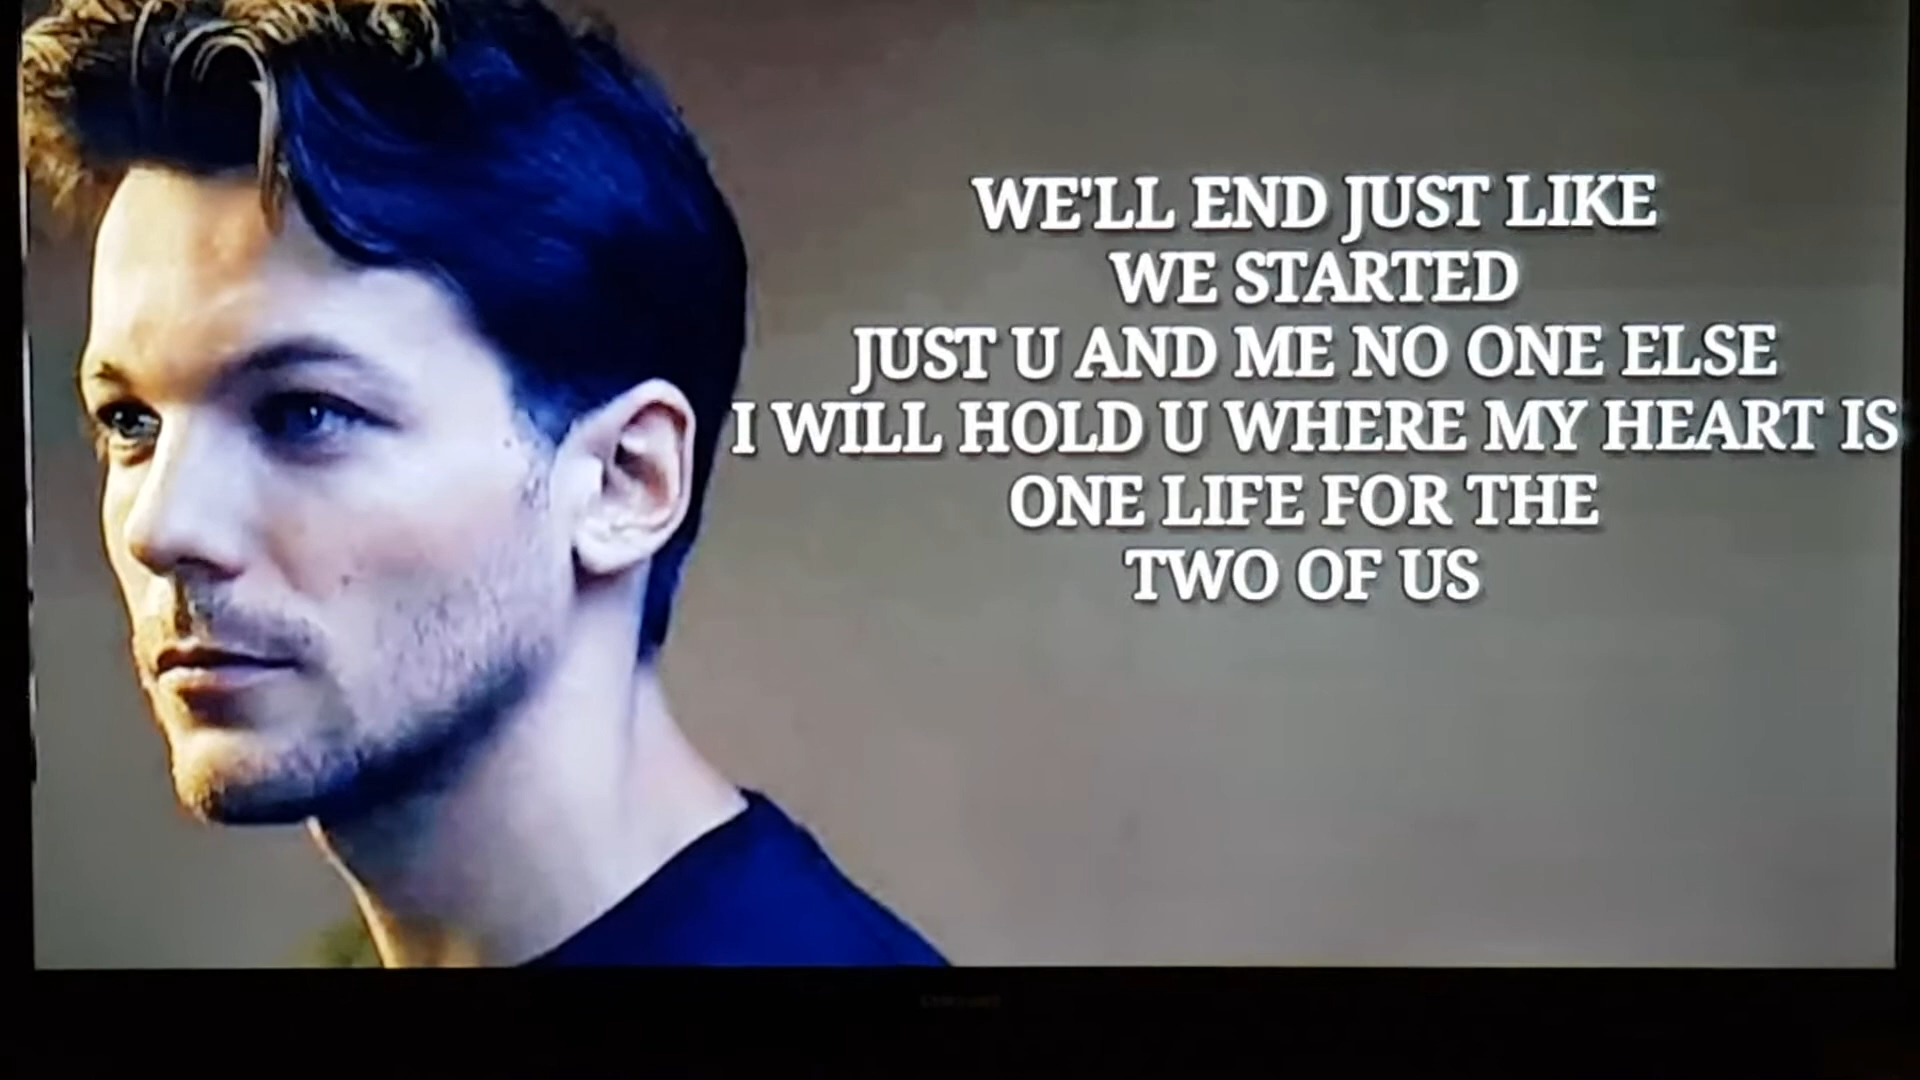 WE'LL END JUST LIKE
WE STARTED
JUST U AND ME NO ONE ELSE
I WILL HOLD U WHERE MY HEART IS
ONE LIFE FOR THE
TWO OF US